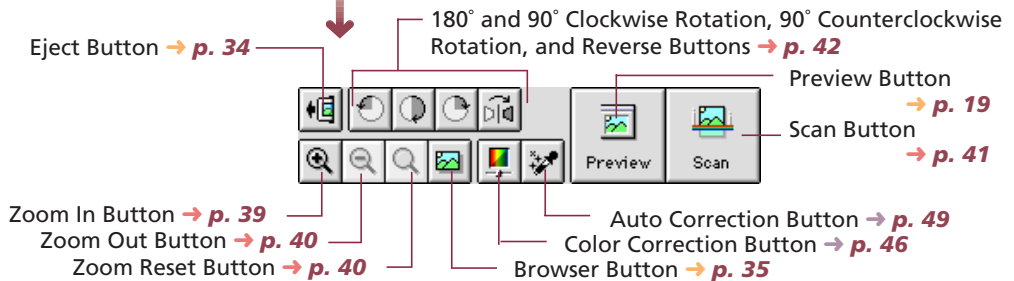 180˚ and 90˚ Clockwise Rotation, 90˚ Counterclockwise
Rotation, and Reverse Buttons ➔ p. 42
Eject Button ➔ p. 34
Preview Button
➔ p. 19
Scan Button
➔ p. 41
Preview
Scan
Zoom In Button ➔ p. 39
Zoom Out Button ➔ p. 40
Zoom Reset Button ➔ p. 40
Auto Correction Button ➔ p. 49
Color Correction Button ➔ p. 46
Browser Button ➔ p. 35